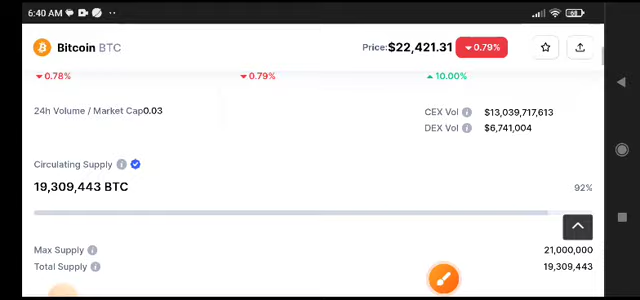 6:40 AM
Bitcoin BTC Price:$22,421.31 0.79%
0.78% 0.79% 10.00%
24h Volume / Market Cap0.03
CEX Vol $13,039,717,613
DEX Vol $6,741,004
Circulating Supply
19,309,443 BTC 92%
Max Supply 21,000,000
Total Supply 19,309,443